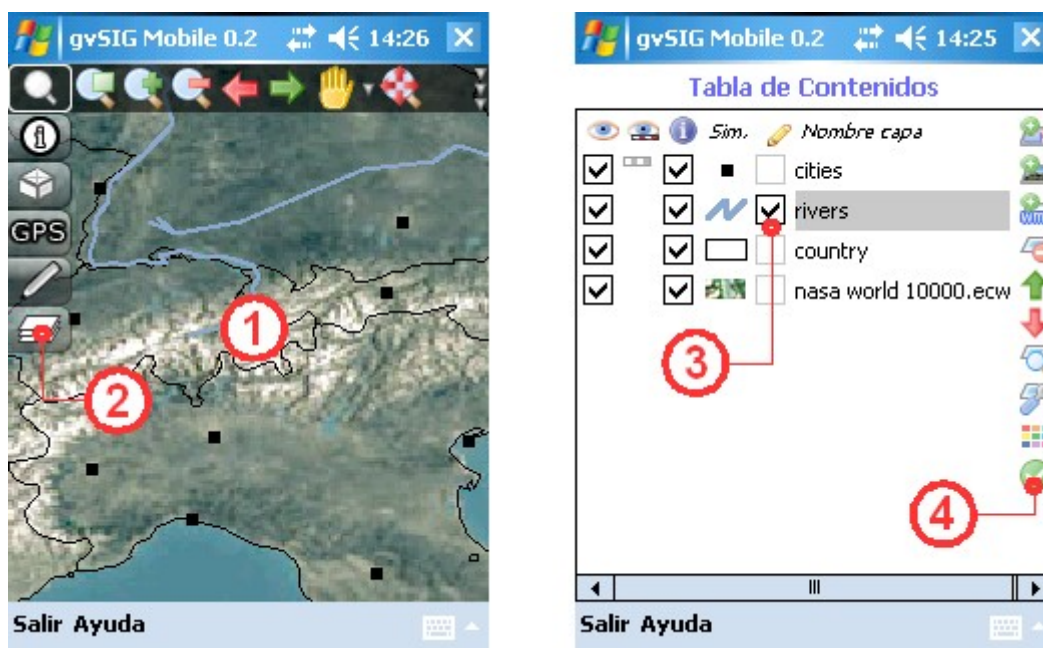 gvSIG Mobile 0.2 14:26
GPS
1
2
Salir Ayuda
gvSIG Mobile 0.2 14:25
Tabla de Contenidos
Sim. Nombre capa
cities
rivers
country
nasa world 10000.ecw
3
4
Salir Ayuda